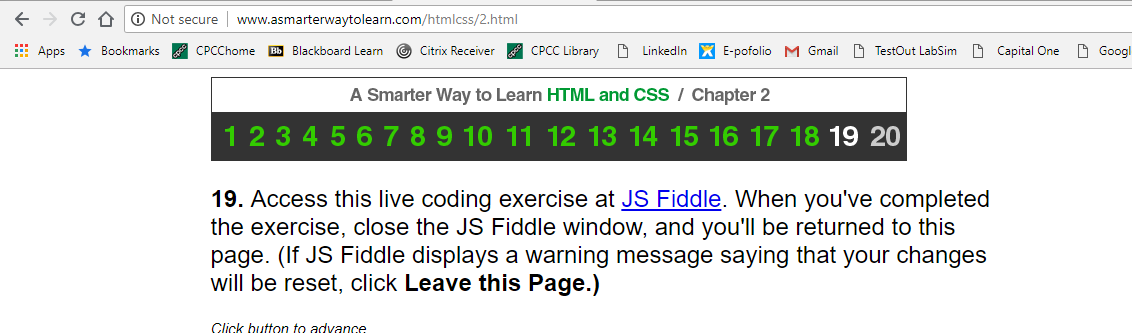 Not secure | www.asmarterwaytolearn.com/htmlcss/2.html
Apps Bookmarks CPCChome Bb Blackboard Learn Citrix Receiver CPCC Library LinkedIn E-pofolio Gmail TestOut LabSim Capital One Googl
A Smarter Way to Learn HTML and CSS / Chapter 2
1 2 3 4 5 6 7 8 9 10 11 12 13 14 15 16 17 18 19 20
19. Access this live coding exercise at JS Fiddle. When you've completed
the exercise, close the JS Fiddle window, and you'll be returned to this
page. (If JS Fiddle displays a warning message saying that your changes
will be reset, click Leave this Page.)
Click button to advance